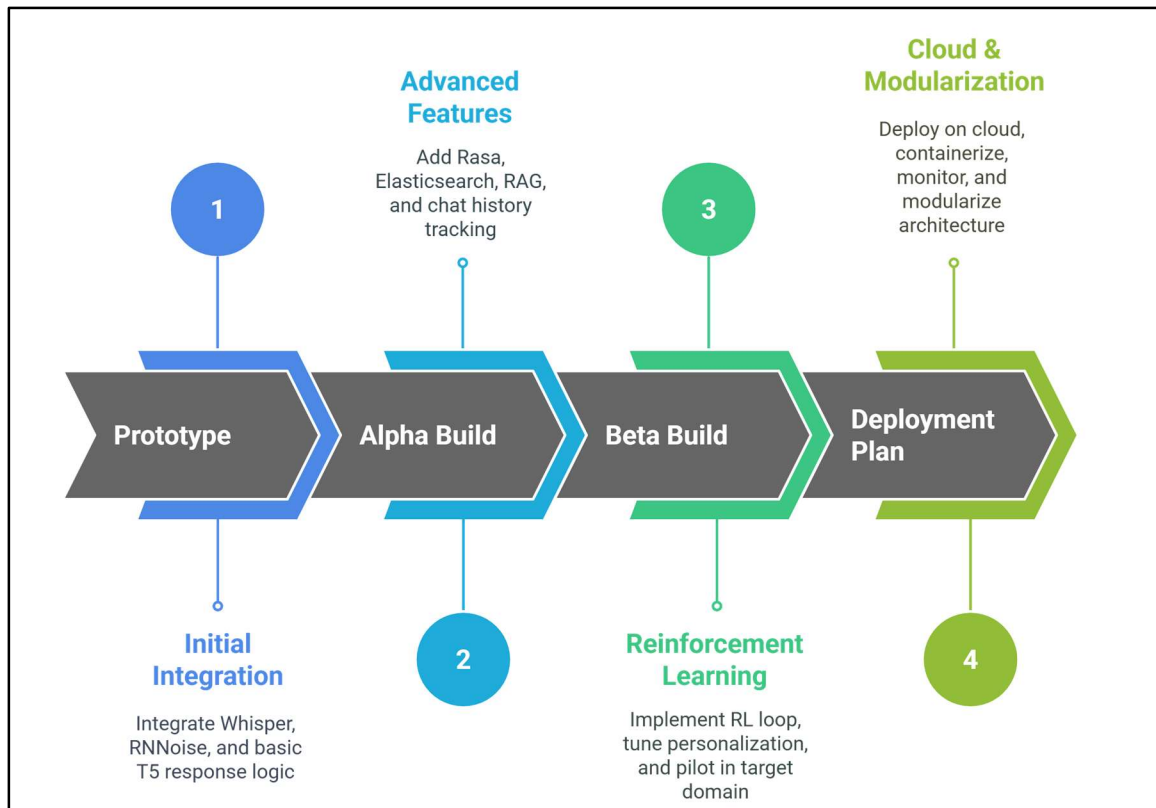 Cloud &
Modularization
Deploy on cloud,
containerize,
monitor, and
modularize
architecture
Advanced
Features
Add Rasa,
Elasticsearch, RAG,
and chat history
tracking
1
3
Prototype
Alpha Build
Beta Build
Deployment
Plan
Initial
Integration
Integrate Whisper,
RNNoise, and basic
T5 response logic
2
Reinforcement
Learning
Implement RL loop,
tune personalization,
and pilot in target
domain
4